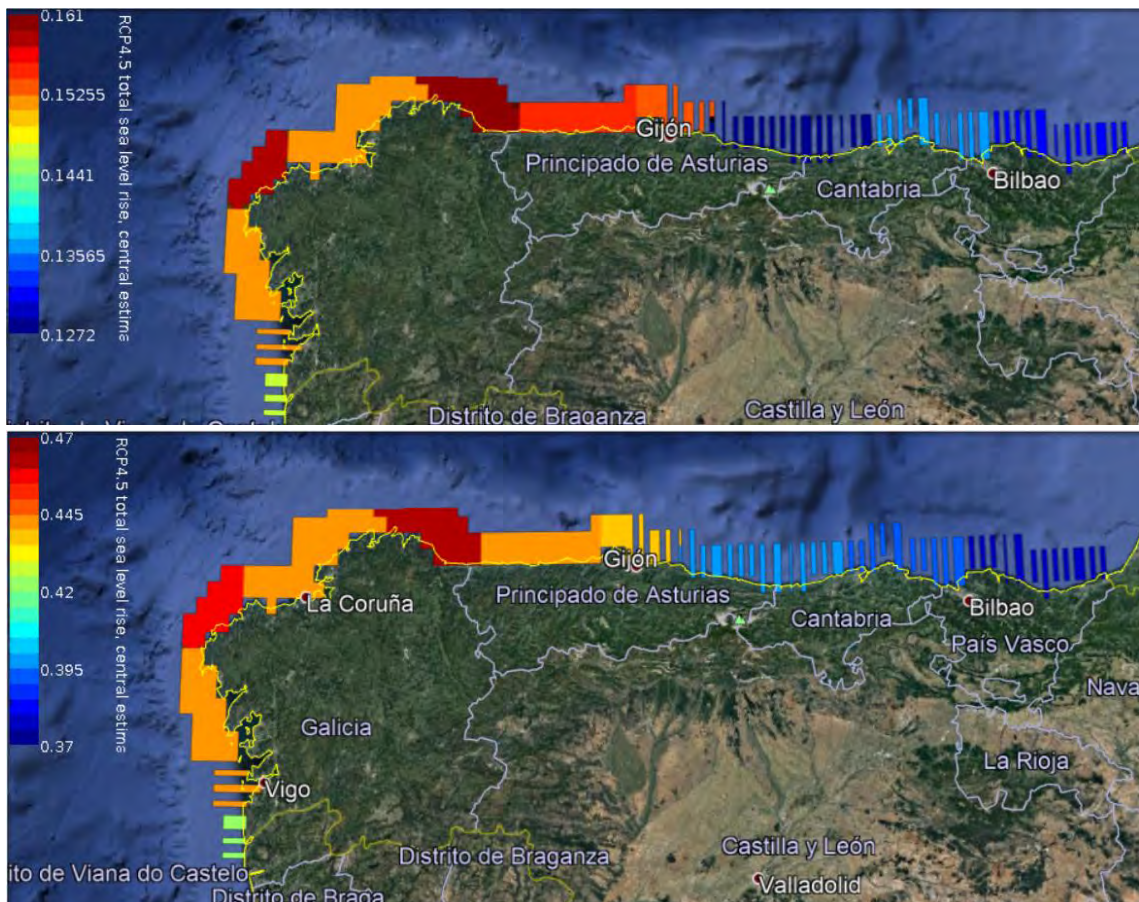 0.161
0.15255
0.1441
0.13565
0.1272
RCP4.5 total sea level rise, central estima
Gijón
Principado de Asturias
Cantabria
Bilbao
Distrito de Braganza
Castilla y León
0.47
0.445
0.42
0.395
0.37
RCP4.5 total sea level rise, central estima
La Coruña
Gijón
Principado de Asturias
Cantabria
Bilbao
País Vasco
Nava
Galicia
La Rioja
Vigo
Castilla y León
Distrito de Braganza
ito de Viana do Castelo
Valladolid
Distrito de Braga